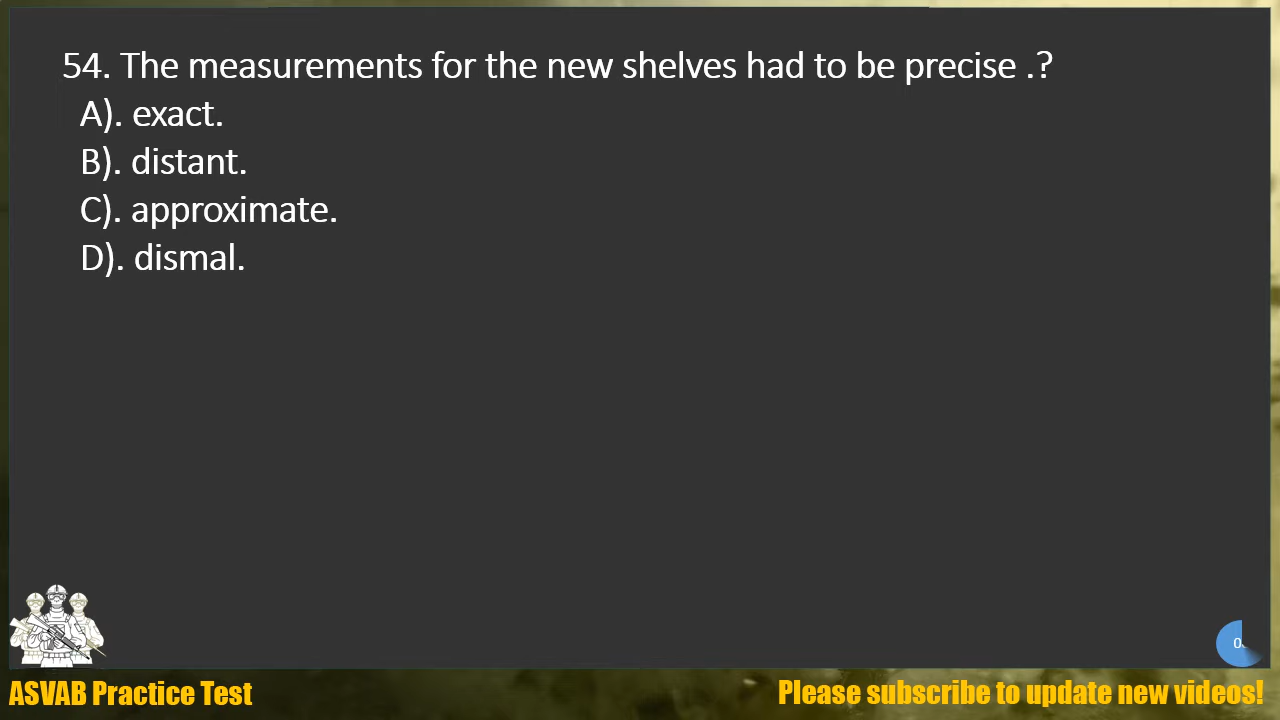 54. The measurements for the new shelves had to be precise .?
A). exact.
B). distant.
C). approximate.
D). dismal.
ASVAB Practice Test
Please subscribe to update new videos!